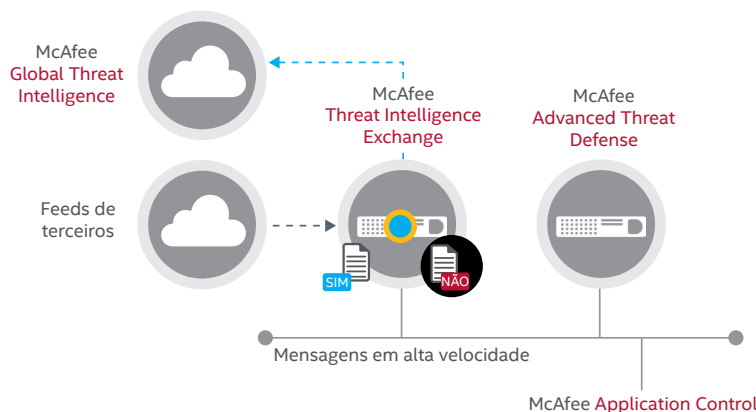 McAfee
Global Threat
Intelligence
McAfee
Threat Intelligence
Exchange
McAfee
Advanced Threat
Defense
Feeds de
terceiros
SIM
NÃO
Mensagens em alta velocidade
McAfee Application Control